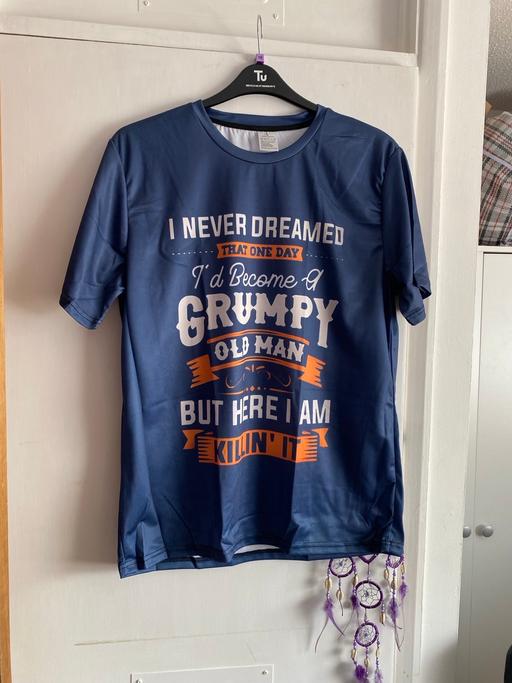 Tu
I NEVER DREAMED
THAT ONE DAY
I'd Become A
GRUMPY
OLD MAN
BUT HERE I AM
KILLIN' IT